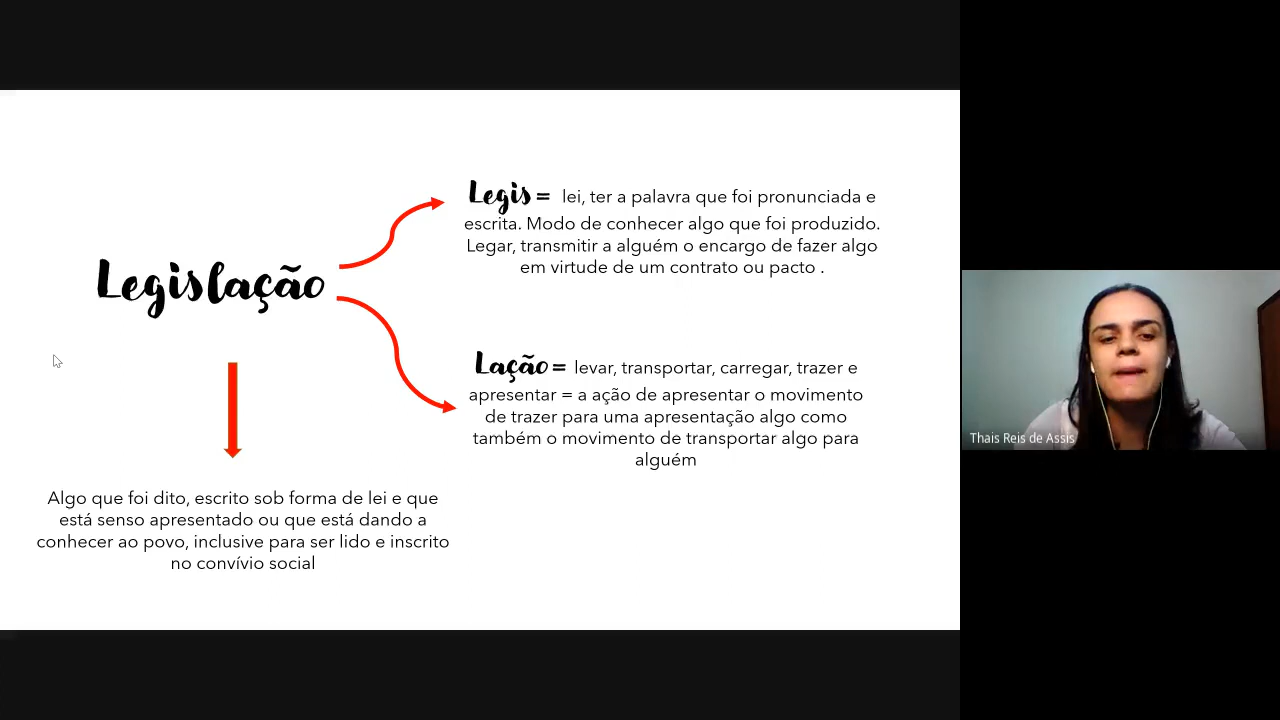 Legislação
Legis = lei, ter a palavra que foi pronunciada e
escrita. Modo de conhecer algo que foi produzido.
Legar, transmitir a alguém o encargo de fazer algo
em virtude de um contrato ou pacto .
Lação = levar, transportar, carregar, trazer e
apresentar = a ação de apresentar o movimento
de trazer para uma apresentação algo como
também o movimento de transportar algo para
alguém
Algo que foi dito, escrito sob forma de lei e que
está senso apresentado ou que está dando a
conhecer ao povo, inclusive para ser lido e inscrito
no convívio social
Thais Reis de Assis